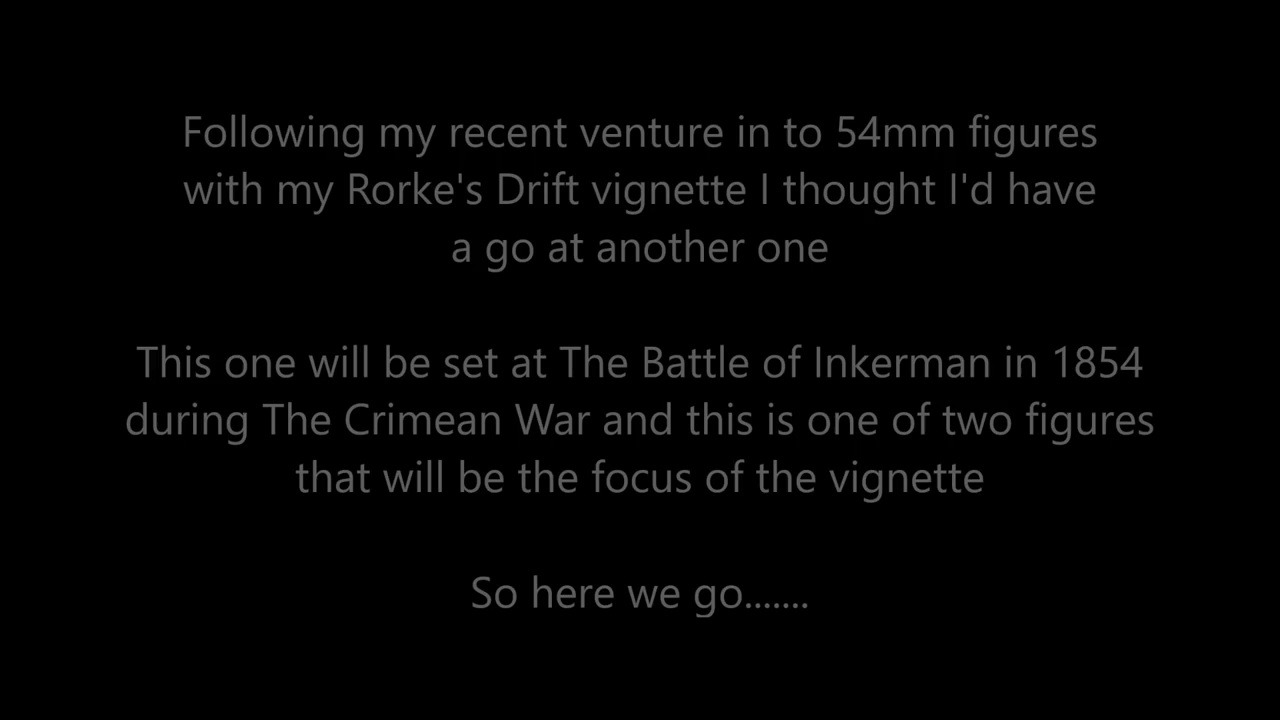 Following my recent venture in to 54mm figures
with my Rorke's Drift vignette I thought I'd have
a go at another one
This one will be set at The Battle of Inkerman in 1854
during The Crimean War and this is one of two figures
that will be the focus of the vignette
So here we go.......